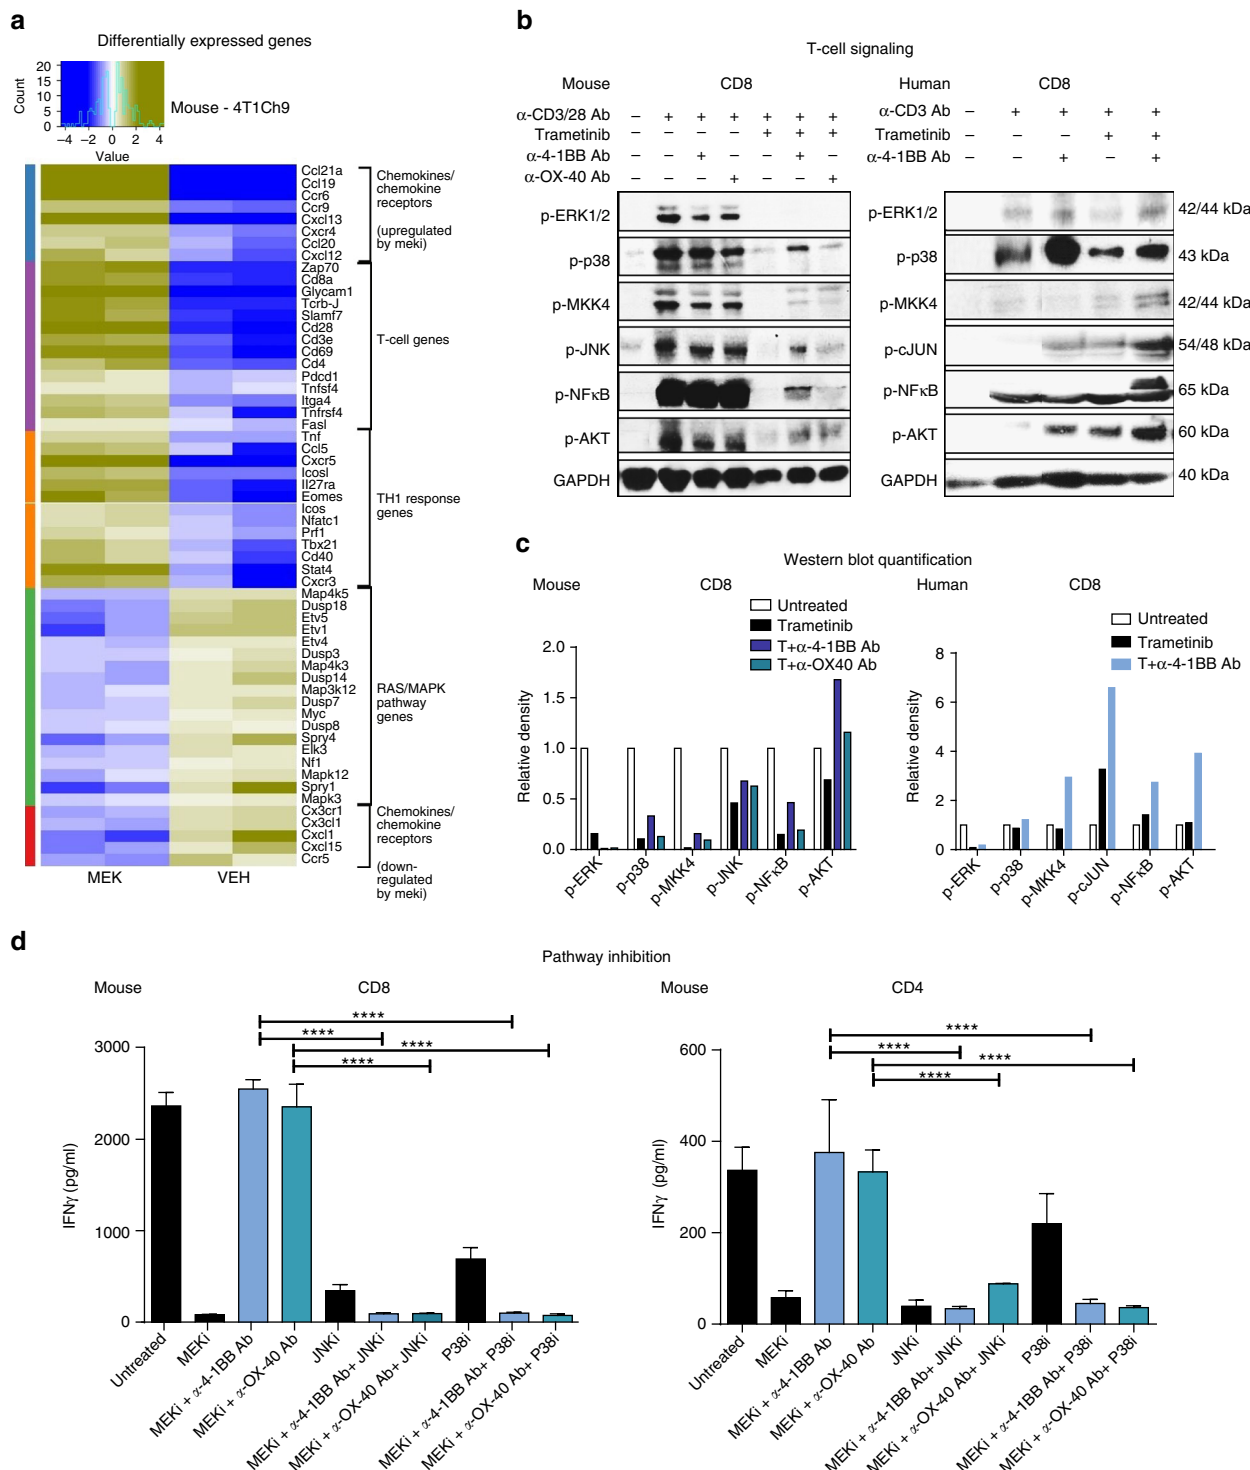 a
Differentially expressed genes
Count
20
15
10
5
0
−4 −2 0 2 4
Value
Mouse - 4T1Ch9
Ccl21a
Ccl19
Ccr6
Ccr9
Cxcl13
Cxcr4
Ccl20
Cxcl12
Zap70
Cd8a
Glycam1
Tcrb-J
Slamf7
Cd28
Cd3e
Cd69
Cd4
Pdcd1
Tnfsf4
Itga4
Tnfrsf4
Fasl
Tnf
Ccl5
Cxcr5
Icosl
Il27ra
Eomes
Icos
Nfatc1
Prf1
Tbx21
Cd40
Stat4
Cxcr3
Map4k5
Dusp18
Etv5
Etv1
Etv4
Dusp3
Map4k3
Dusp14
Map3k12
Dusp7
Myc
Dusp8
Spry4
Elk3
Nf1
Mapk12
Spry1
Mapk3
Cx3cr1
Cx3cl1
Cxcl1
Cxcl15
Ccr5
Chemokines/
chemokine
receptors
(upregulated
by meki)
T-cell genes
TH1 response
genes
RAS/MAPK
pathway
genes
Chemokines/
chemokine
receptors
(down-
regulated
by meki)
MEK VEH
b
T-cell signaling
Mouse CD8
α-CD3/28 Ab − + + + + + +
Trametinib − − − − + + +
α-4-1BB Ab − − + − − + −
α-OX-40 Ab − − − + − − +
p-ERK1/2
p-p38
p-MKK4
p-JNK
p-NFκB
p-AKT
GAPDH
Human CD8
α-CD3 Ab − + + + +
Trametinib − − − + +
α-4-1BB Ab − − + − +
p-ERK1/2 42/44 kDa
p-p38 43 kDa
p-MKK4 42/44 kDa
p-cJUN 54/48 kDa
p-NFκB 65 kDa
p-AKT 60 kDa
GAPDH 40 kDa
c
Western blot quantification
Mouse CD8
Untreated
Trametinib
T+α-4-1BB Ab
T+α-OX40 Ab
Relative density
2.0
1.5
1.0
0.5
0.0
p-ERK
p-p38
p-MKK4
p-JNK
p-NFκB
p-AKT
Human CD8
Untreated
Trametinib
T+α-4-1BB Ab
Relative density
8
6
4
2
0
p-ERK
p-p38
p-MKK4
p-cJUN
p-NFκB
p-AKT
d
Pathway inhibition
Mouse CD8
****
****
****
****
IFNγ (pg/ml)
3000
2000
1000
0
Untreated
MEKi
MEKi + α-4-1BB Ab
MEKi + α-OX-40 Ab
JNKi
MEKi + α-4-1BB Ab+ JNKi
MEKi + α-OX-40 Ab+ JNKi
P38i
MEKi + α-4-1BB Ab+ P38i
MEKi + α-OX-40 Ab+ P38i
Mouse CD4
****
****
****
****
IFNγ (pg/ml)
600
400
200
0
Untreated
MEKi
MEKi + α-4-1BB Ab
MEKi + α-OX-40 Ab
JNKi
MEKi + α-4-1BB Ab+ JNKi
MEKi + α-OX-40 Ab+ JNKi
P38i
MEKi + α-4-1BB Ab+ P38i
MEKi + α-OX-40 Ab+ P38i